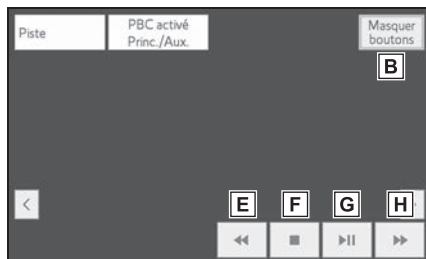 Piste
PBC activé
Princ./Aux.
Masquer
boutons
B
E
F
G
H